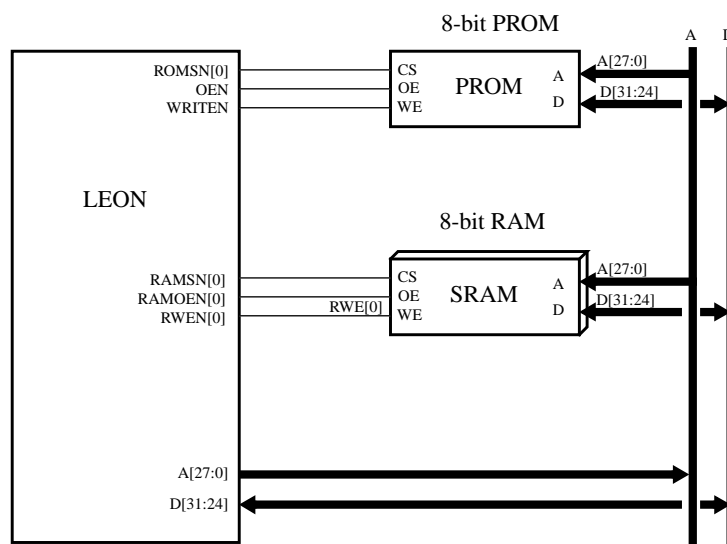 8-bit PROM
A D
ROMSN[0] CS A A[27:0]
OEN OE PROM
WRITEN WE D D[31:24]
LEON
8-bit RAM
RAMSN[0] CS A A[27:0]
RAMOEN[0] OE SRAM
RWEN[0] RWE[0] WE D D[31:24]
A[27:0]
D[31:24]